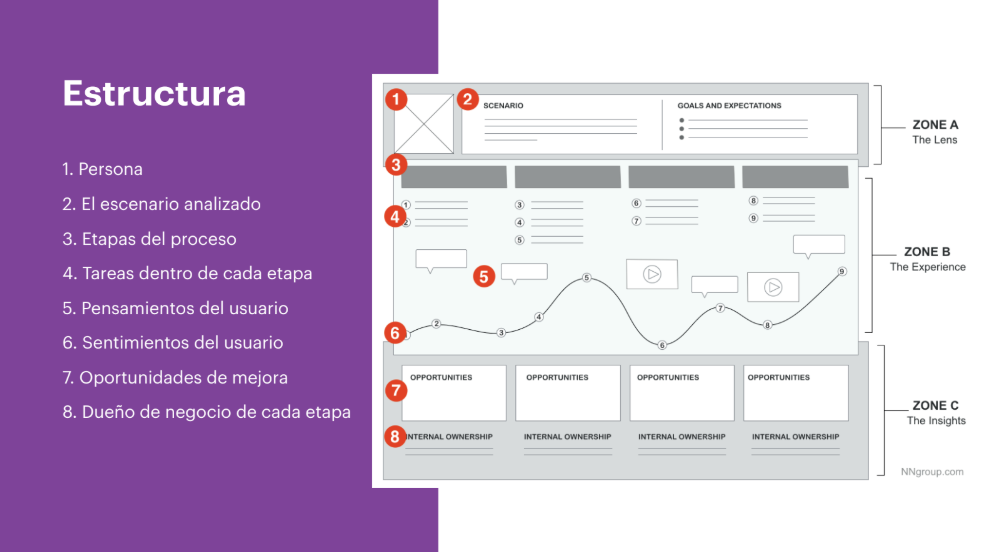 Estructura
1. Persona
2. El escenario analizado
3. Etapas del proceso
4. Tareas dentro de cada etapa
5. Pensamientos del usuario
6. Sentimientos del usuario
7. Oportunidades de mejora
8. Dueño de negocio de cada etapa
1
2
SCENARIO
GOALS AND EXPECTATIONS
ZONE A
The Lens
3
4
1
2
3
4
5
6
7
8
9
5
ZONE B
The Experience
6
2
3
4
5
6
7
8
9
7
OPPORTUNITIES
OPPORTUNITIES
OPPORTUNITIES
OPPORTUNITIES
8
INTERNAL OWNERSHIP
INTERNAL OWNERSHIP
INTERNAL OWNERSHIP
INTERNAL OWNERSHIP
ZONE C
The Insights
NNgroup.com